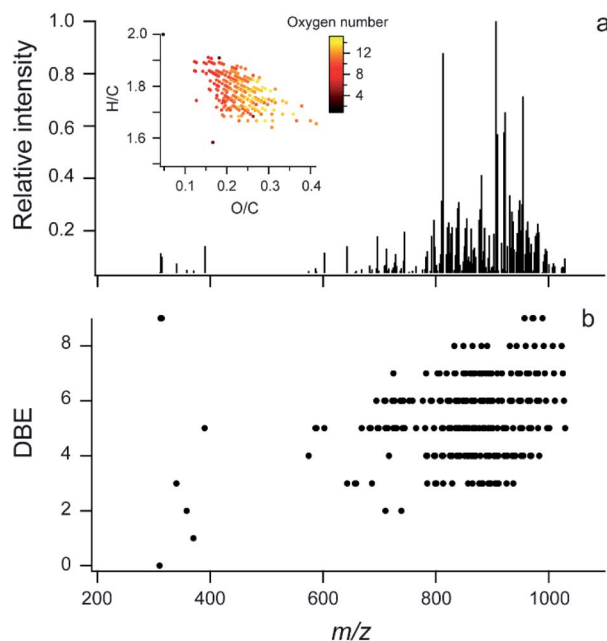 Oxygen number
a
1.0
0.8
0.6
0.4
0.2
Relative intensity
2.0
1.8
1.6
H/C
0.1 0.2 0.3 0.4
O/C
12
8
4
b
8
6
4
2
0
DBE
200 400 600 800 1000
m/z